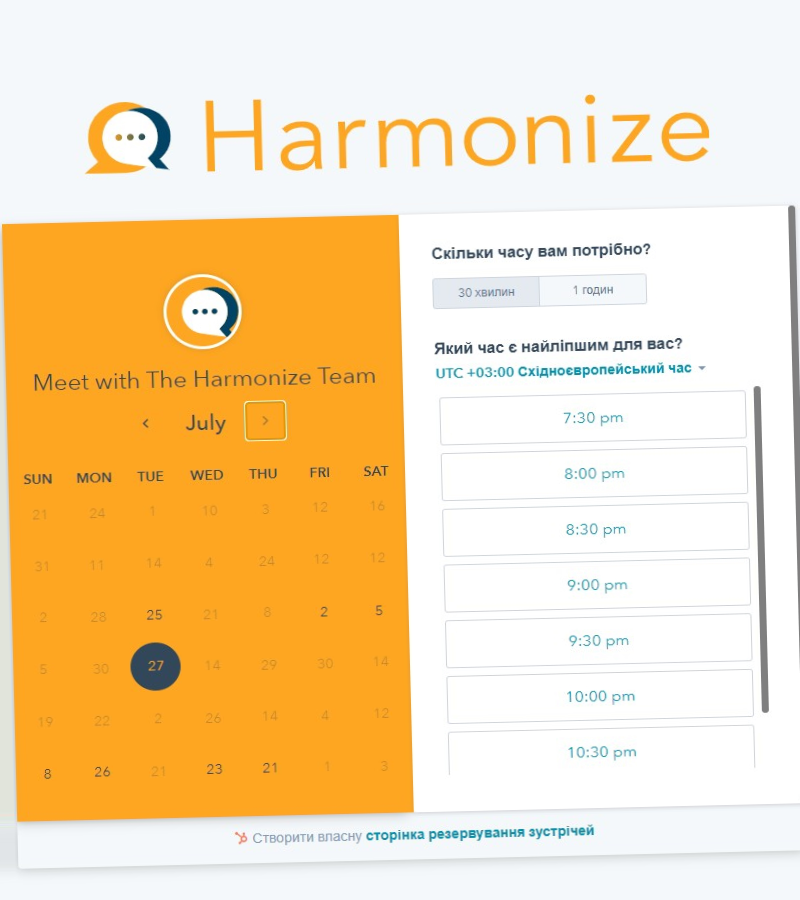 Harmonize
Meet with The Harmonize Team
July
SUN MON TUE WED THU FRI SAT
21 24 1 10 3 12 16
31 11 14 4 24 12 12
2 28 25 21 8 2 5
5 30 27 14 29 30 14
19 22 2 26 14 4 12
8 26 21 23 21 1 3
Скільки часу вам потрібно?
30 хвилин 1 годин
Який час є найліпшим для вас?
UTC +03:00 Східноєвропейський час
7:30 pm
8:00 pm
8:30 pm
9:00 pm
9:30 pm
10:00 pm
10:30 pm
Створити власну сторінка резервування зустрічей